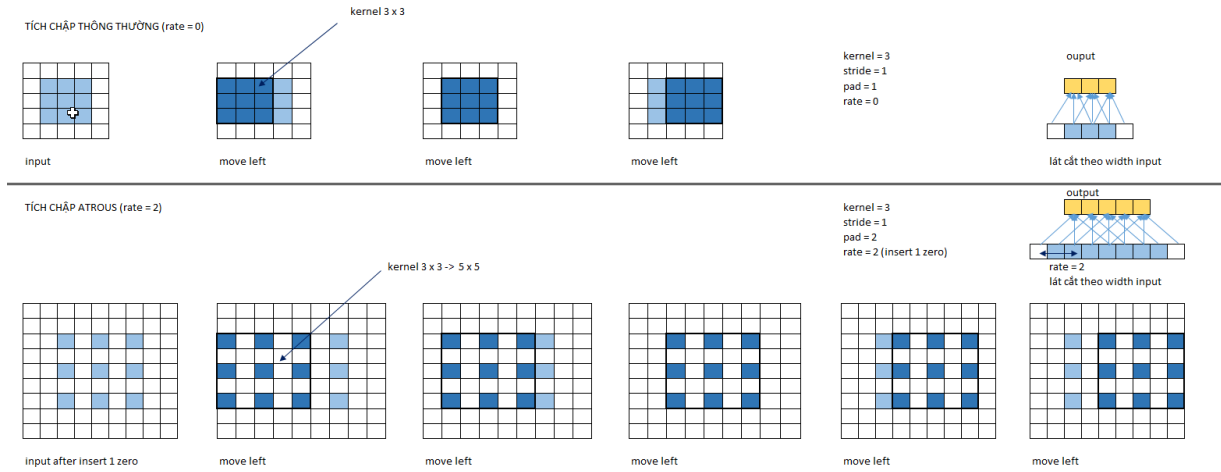 TÍCH CHẬP THÔNG THƯỜNG (rate = 0)
kernel 3 x 3
kernel = 3
stride = 1
pad = 1
rate = 0
ouput
input
move left
move left
move left
lát cắt theo width input
TÍCH CHẬP ATROUS (rate = 2)
kernel = 3
stride = 1
pad = 2
rate = 2 (insert 1 zero)
output
rate = 2
lát cắt theo width input
kernel 3 x 3 -> 5 x 5
input after insert 1 zero
move left
move left
move left
move left
move left